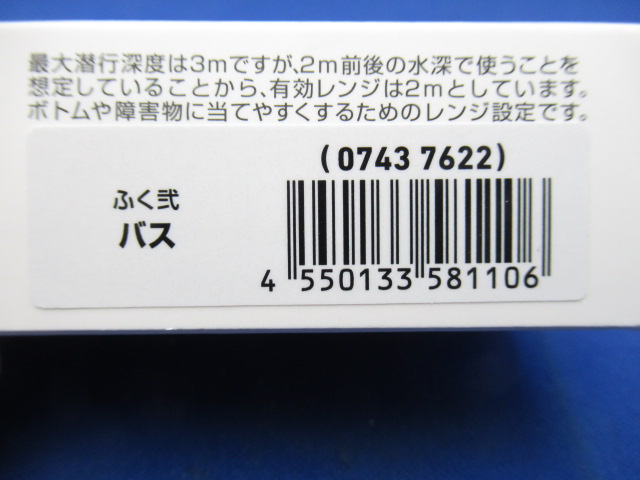 最大潜行深度は3mですが、2m前後の水深で使うことを
想定していることから、有効レンジは2mとしています。
ボトムや障害物に当てやすくするためのレンジ設定です。
(0743 7622)
ふく弐
バス
4 550133 581106